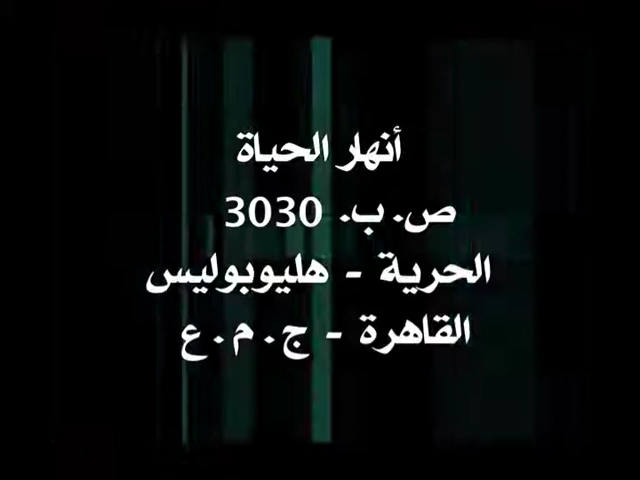 أنهار الحياة
ص. ب. 3030
الحرية - هليوبوليس
القاهرة - ج. م. ع